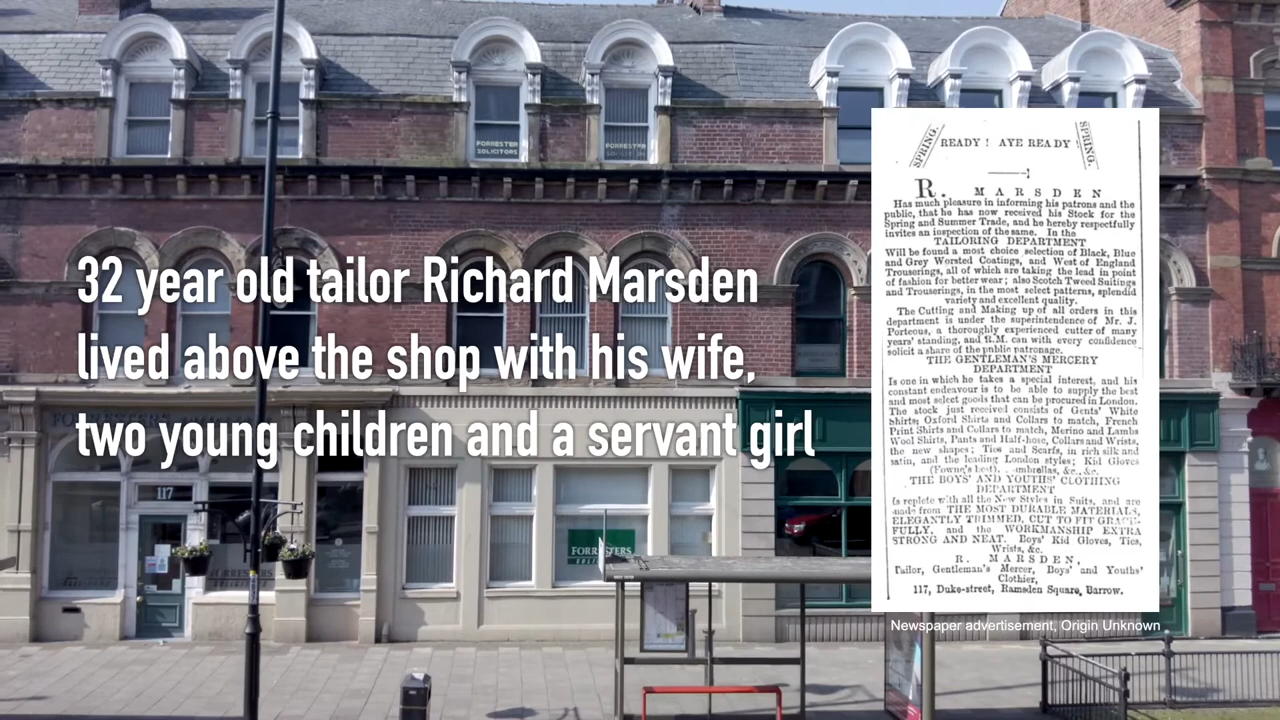 32 year old tailor Richard Marsden
lived above the shop with his wife,
two young children and a servant girl
FORRESTER
SOLICITORS
FORRESTER
117
FORRESTERS
SPRING.
READY ! AYE READY !
SPRING.
R. MARSDEN
Has much pleasure in informing his patrons and the
public, that he has now received his Stock for the
Spring and Summer Trade, and he hereby respectfully
invites an inspection of the same. In the
TAILORING DEPARTMENT
Will be found a most choice selection of Black, Blue
and Grey Worsted Coatings, and West of England
Trouserings, all of which are taking the lead in point
of fashion for better wear; also Scotch Tweed Suitings
and Trouserings, in the most select patterns, splendid
variety and excellent quality.
The Cutting and Making up of all orders in this
department is under the superintendence of Mr. J.
Porteous, a thoroughly experienced cutter of many
years' standing, and R.M. can with every confidence
solicit a share of the public patronage.
THE GENTLEMAN'S MERCERY
DEPARTMENT
Is one in which he takes a special interest, and his
constant endeavour is to be able to supply the best
and most select goods that can be procured in London.
The stock just received consists of Gents' White
Shirts; Oxford Shirts and Collars to match, French
Print Shirts and Collars to match, Merino and Lambs
Wool Shirts, Pants and Half-hose, Collars and Wrists,
the new shapes; Ties and Scarfs, in rich silk and
satin, and the leading London styles; Kid Gloves
(Fowne's best), umbrellas, &c., &c.
THE BOYS' AND YOUTHS' CLOTHING
DEPARTMENT
Is replete with all the New Styles in Suits, and are
made from THE MOST DURABLE MATERIALS,
ELEGANTLY TRIMMED, CUT TO FIT GRACE-
FULLY, and the WORKMANSHIP EXTRA
STRONG AND NEAT. Boys' Kid Gloves, Ties,
Wrists, &c.
R. MARSDEN,
Tailor, Gentleman's Mercer, Boys' and Youths'
Clothier,
117, Duke-street, Ramsden Square, Barrow.
Newspaper advertisement, Origin Unknown